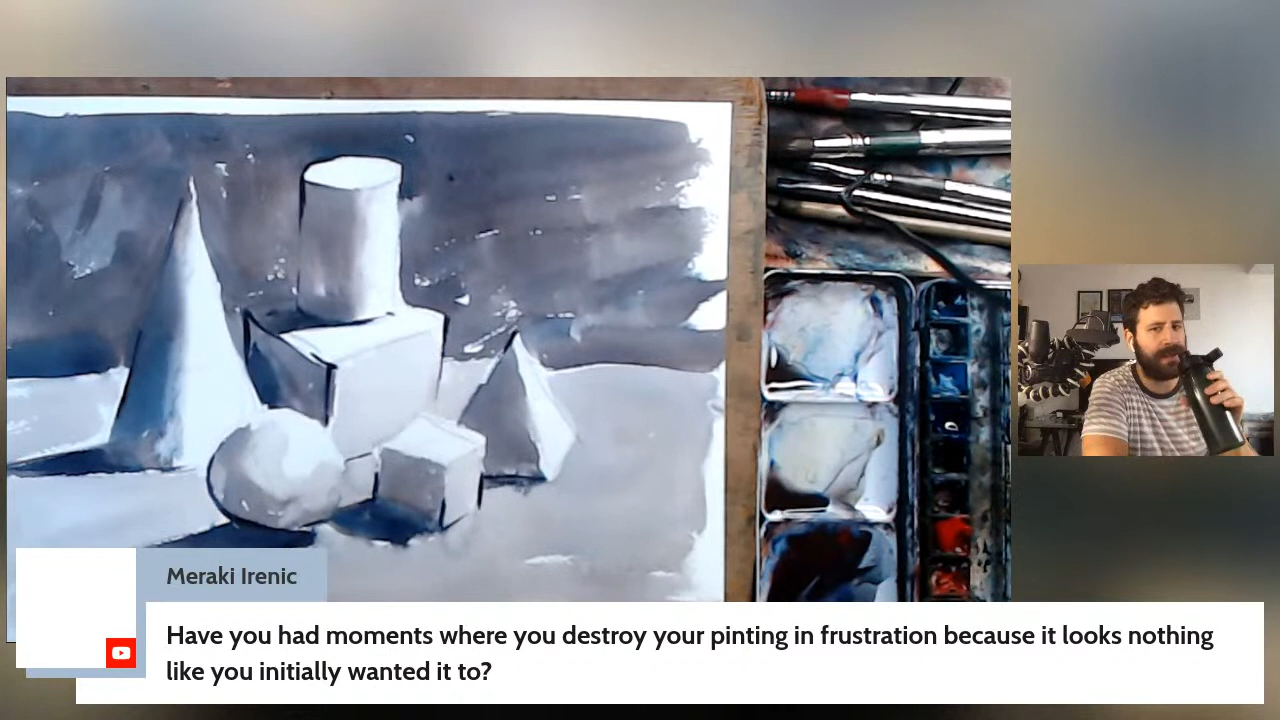 Meraki Irenic
Have you had moments where you destroy your pinting in frustration because it looks nothing
like you initially wanted it to?